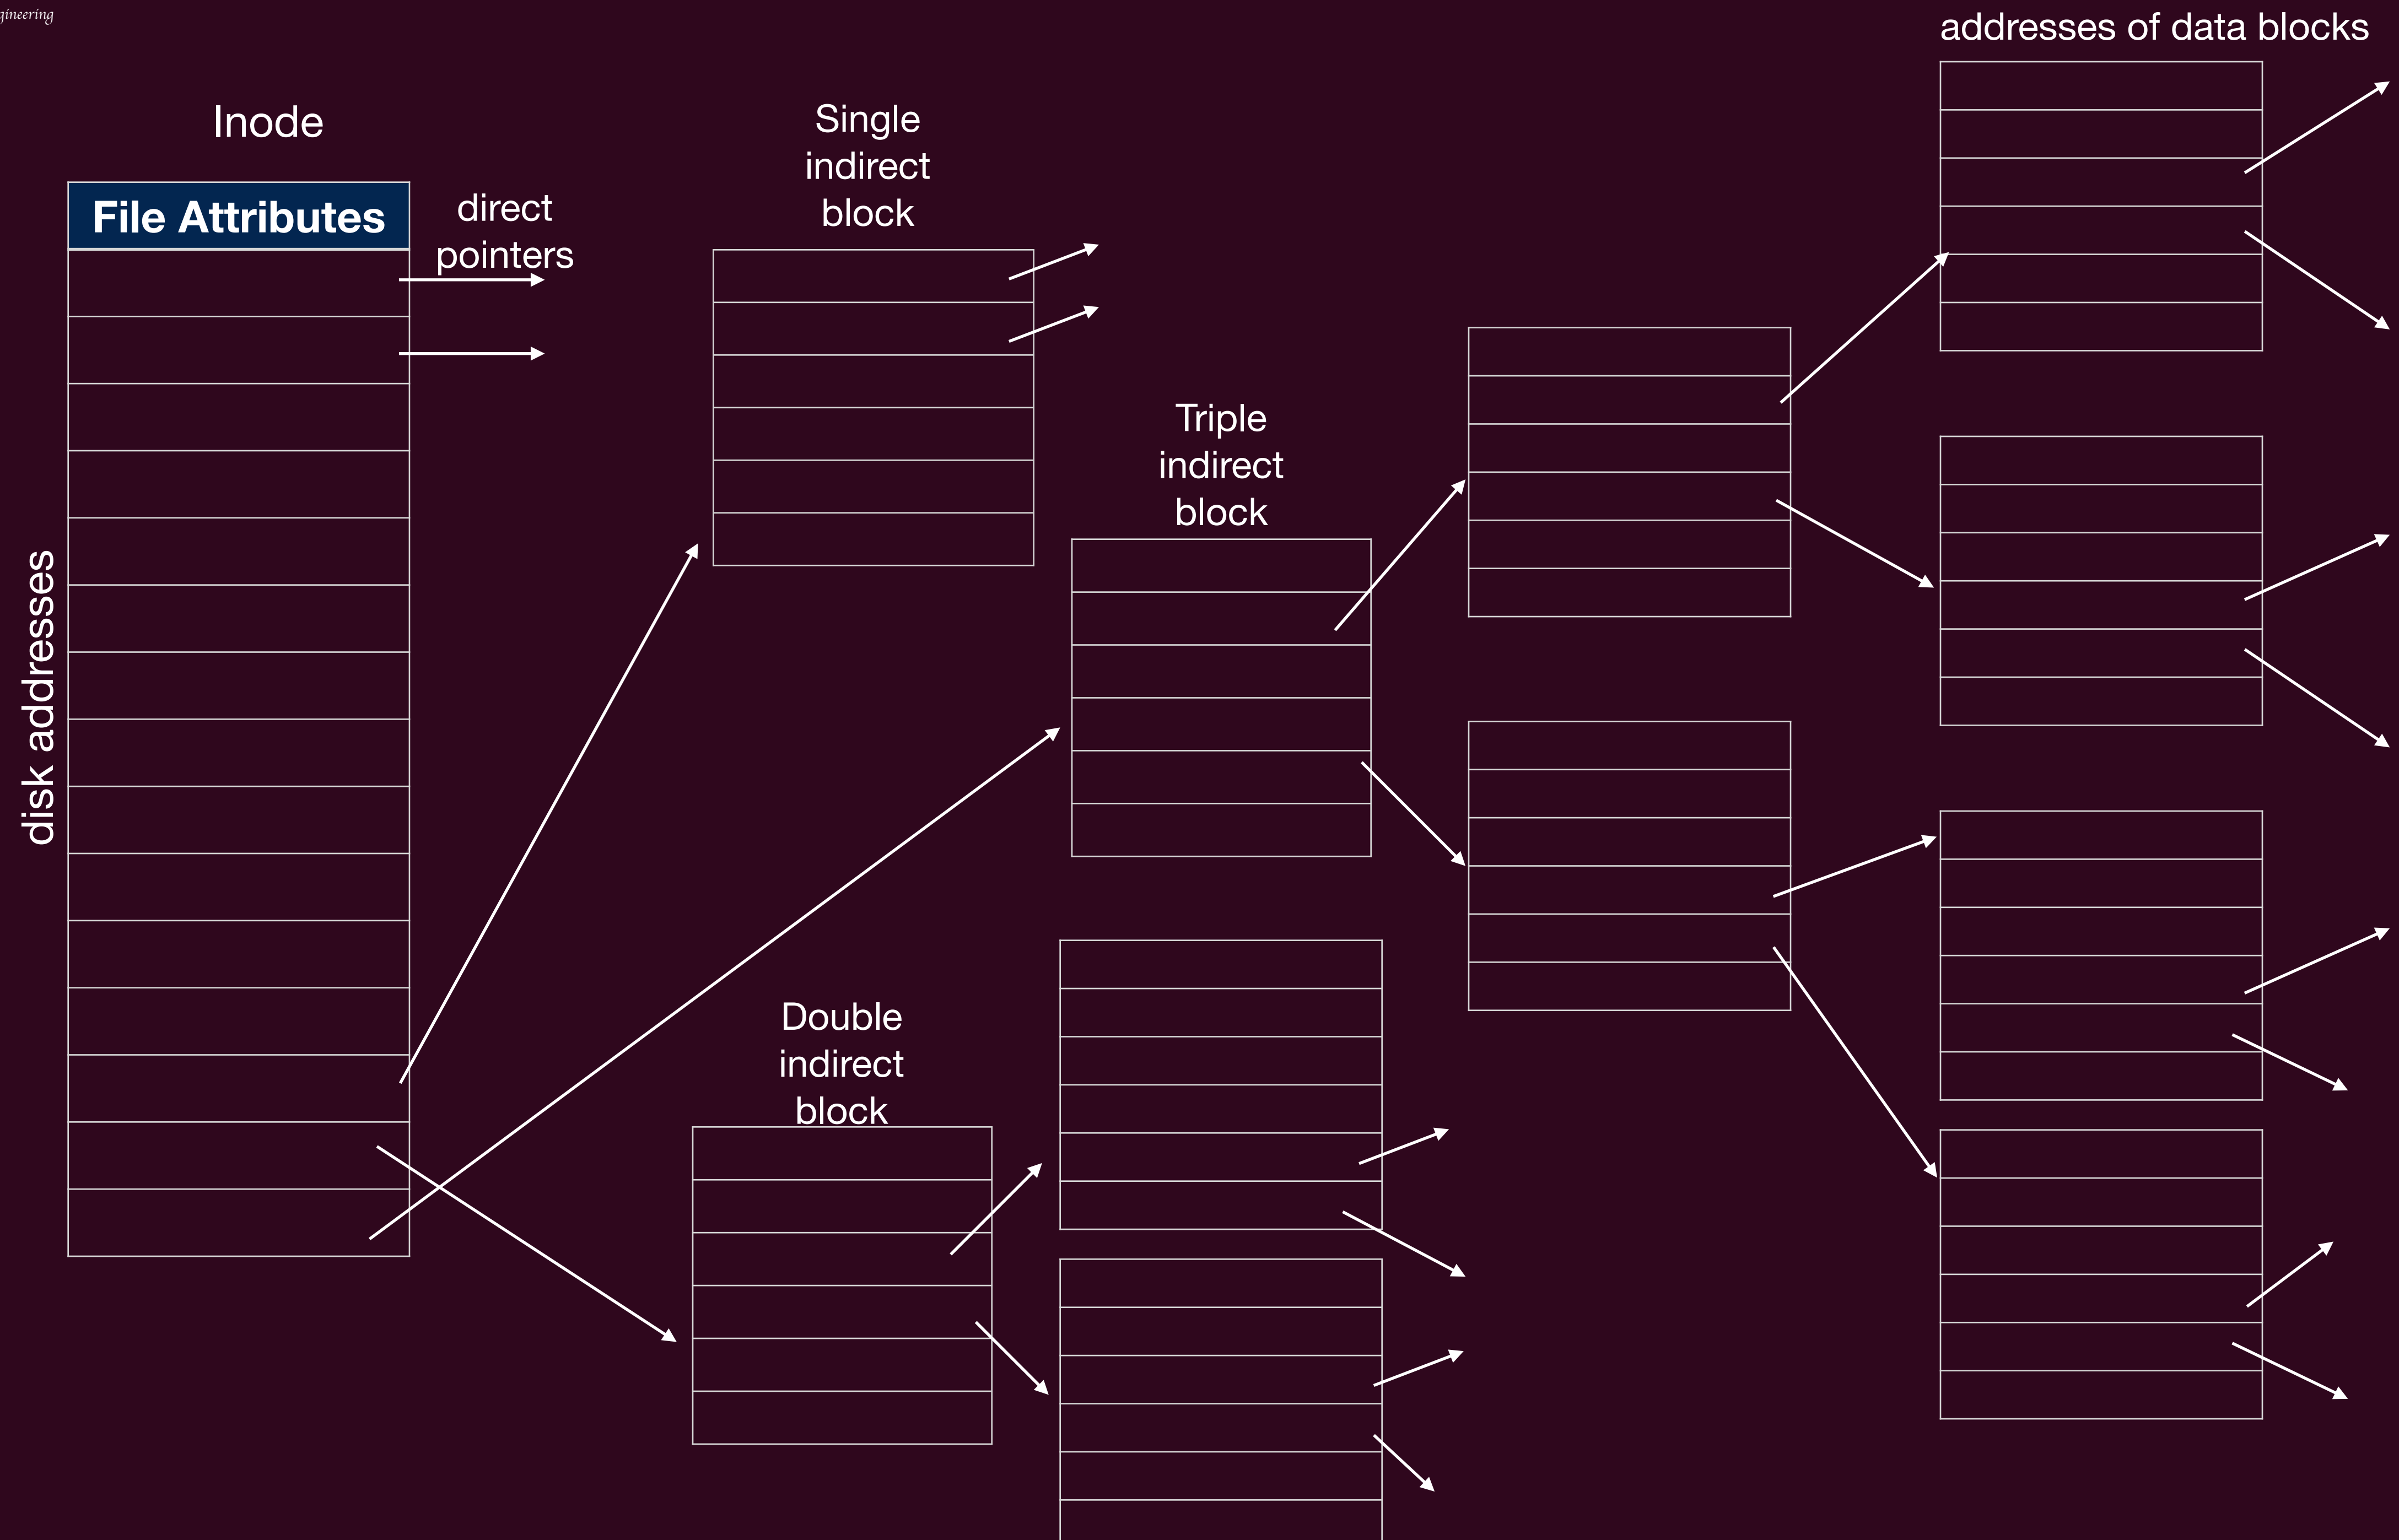 addresses of data blocks
Inode
File Attributes
direct
pointers
Single
indirect
block
Triple
indirect
block
disk addresses
Double
indirect
block